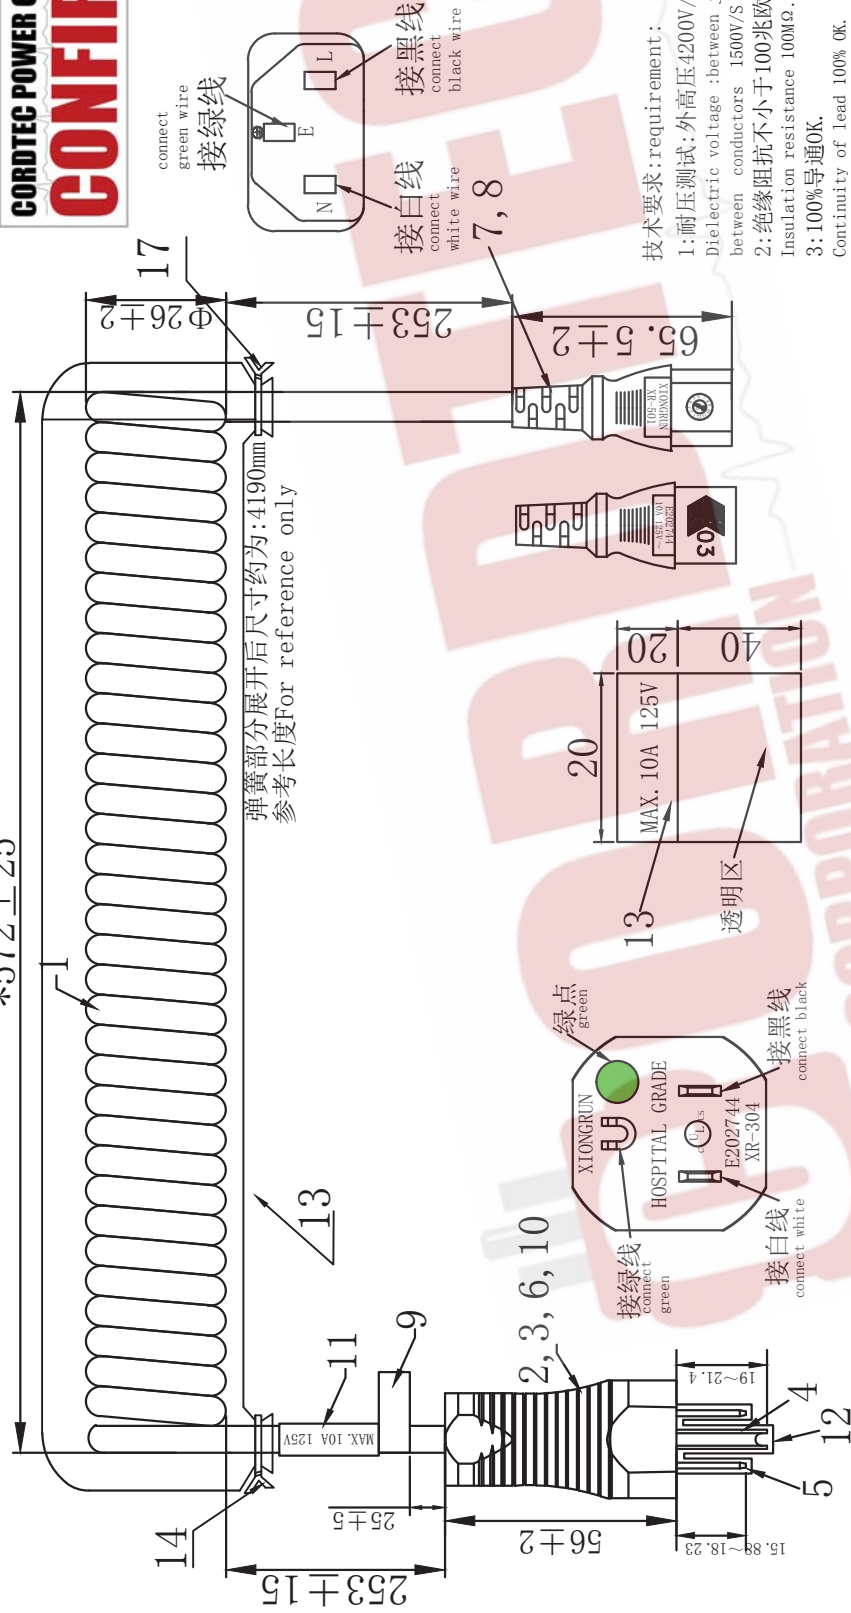 CORDTEC POWER
CONFI
connect
green wire
接绿线
L
E
N
接黑线
connect
black wire
接白线
connect
white wire
7, 8
技术要求:requirement:
1:耐压测试:外高压4200V/
Dielectric voltage :between
between conductors 1500V/S
2:绝缘阻抗不小于100兆欧
Insulation resistance 100MΩ.
3:100%导通OK.
Continuity of lead 100% OK.
17
Φ26±2
253±15
65.5±2
XIONGRUN
XR-501
E202744
10A 125V~
03
*572±25
1
弹簧部分展开后尺寸约为:4190mm
参考长度For reference only
13
20
20
40
MAX. 10A 125V
13
透明区
绿点
green
XIONGRUN
HOSPITAL GRADE
c UL us
E202744
XR-304
接绿线
connect
green
接白线
connect white
接黑线
connect black
14
11
9
MAX. 10A 125V
25±5
253±15
56±2
2, 3, 6, 10
19~21.4
15.88~18.23
4
12
5
CORDTEC
CORPORATION